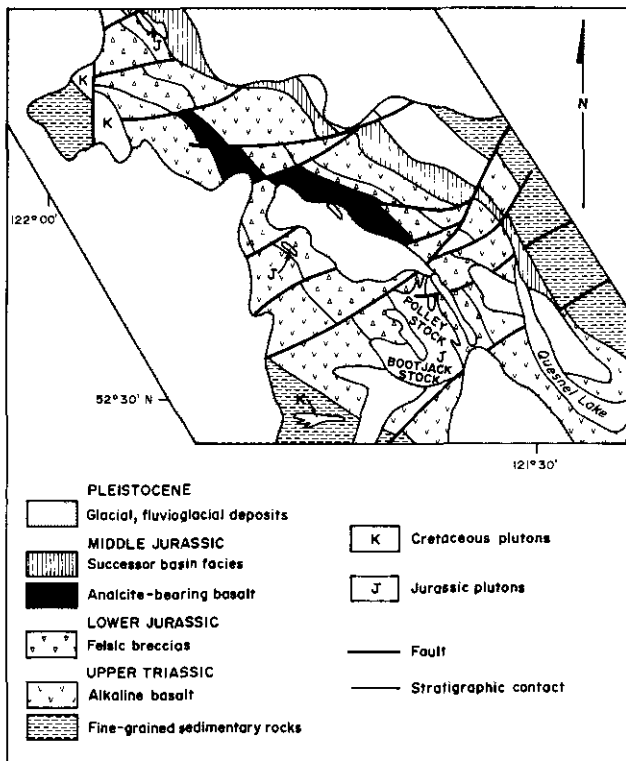 J
K
K
N
122°00'
J
POLLEY
STOCK
J
BOOTJACK
STOCK
Quesnel Lake
K
52°30' N
121°30'
PLEISTOCENE
Glacial, fluvioglacial deposits
MIDDLE JURASSIC
Successor basin facies
Analcite-bearing basalt
LOWER JURASSIC
Felsic breccias
UPPER TRIASSIC
Alkaline basalt
Fine-grained sedimentary rocks
K Cretaceous plutons
J Jurassic plutons
Fault
Stratigraphic contact